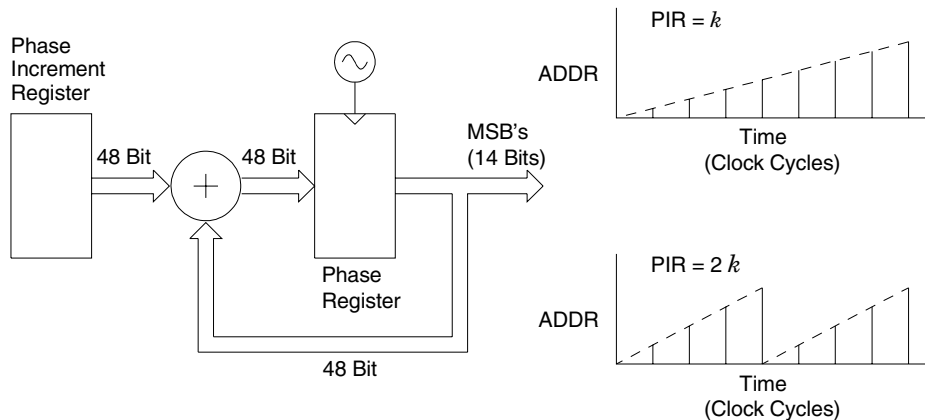 Phase
Increment
Register
48 Bit
48 Bit
MSB's
(14 Bits)
Phase
Register
48 Bit
PIR = k
ADDR
Time
(Clock Cycles)
PIR = 2 k
ADDR
Time
(Clock Cycles)